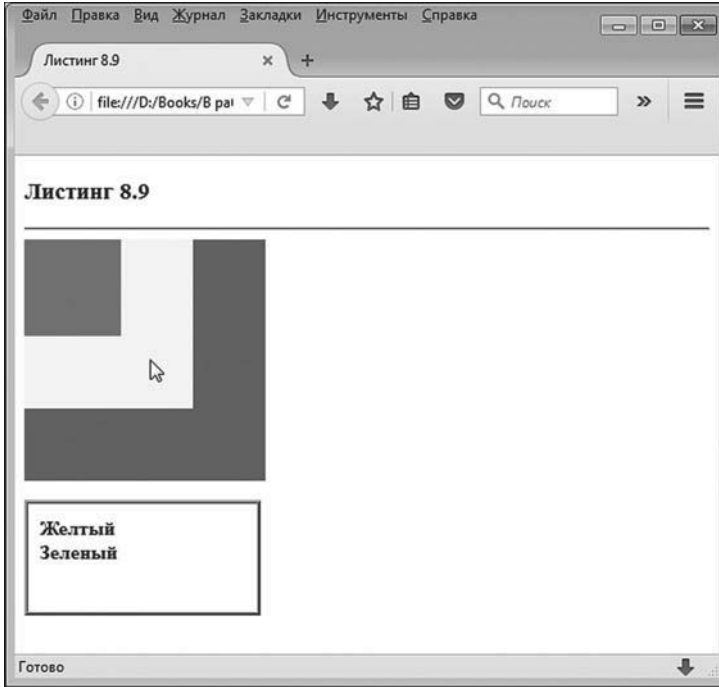 Файл Правка Вид Журнал Закладки Инструменты Справка
Листинг 8.9
file:///D:/Books/В ра
Поиск
Листинг 8.9
Желтый
Зеленый
Готово